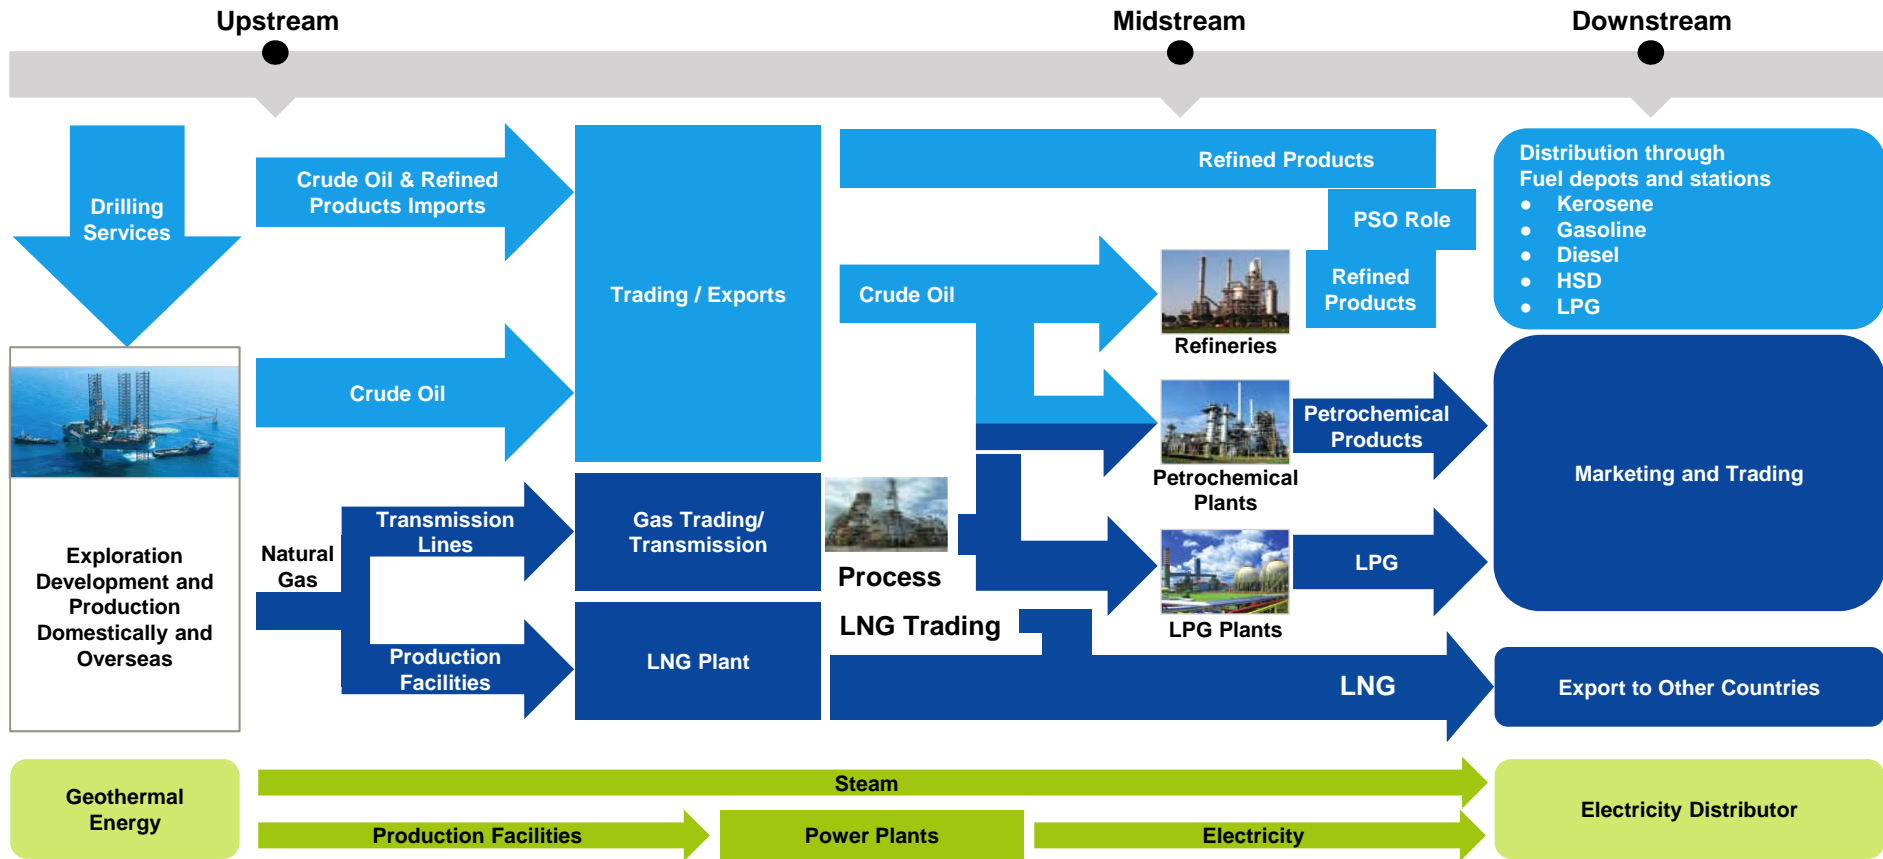 Upstream
Midstream
Downstream
Drilling
Services
Crude Oil & Refined
Products Imports
Crude Oil
Trading / Exports
Refined Products
PSO Role
Crude Oil
Refined
Products
Refineries
Distribution through
Fuel depots and stations
● Kerosene
● Gasoline
● Diesel
● HSD
● LPG
Exploration
Development and
Production
Domestically and
Overseas
Natural
Gas
Transmission
Lines
Production
Facilities
Gas Trading/
Transmission
LNG Plant
Process
LNG Trading
Petrochemical
Plants
Petrochemical
Products
LPG Plants
LPG
Marketing and Trading
LNG
Export to Other Countries
Geothermal
Energy
Steam
Production Facilities
Power Plants
Electricity
Electricity Distributor